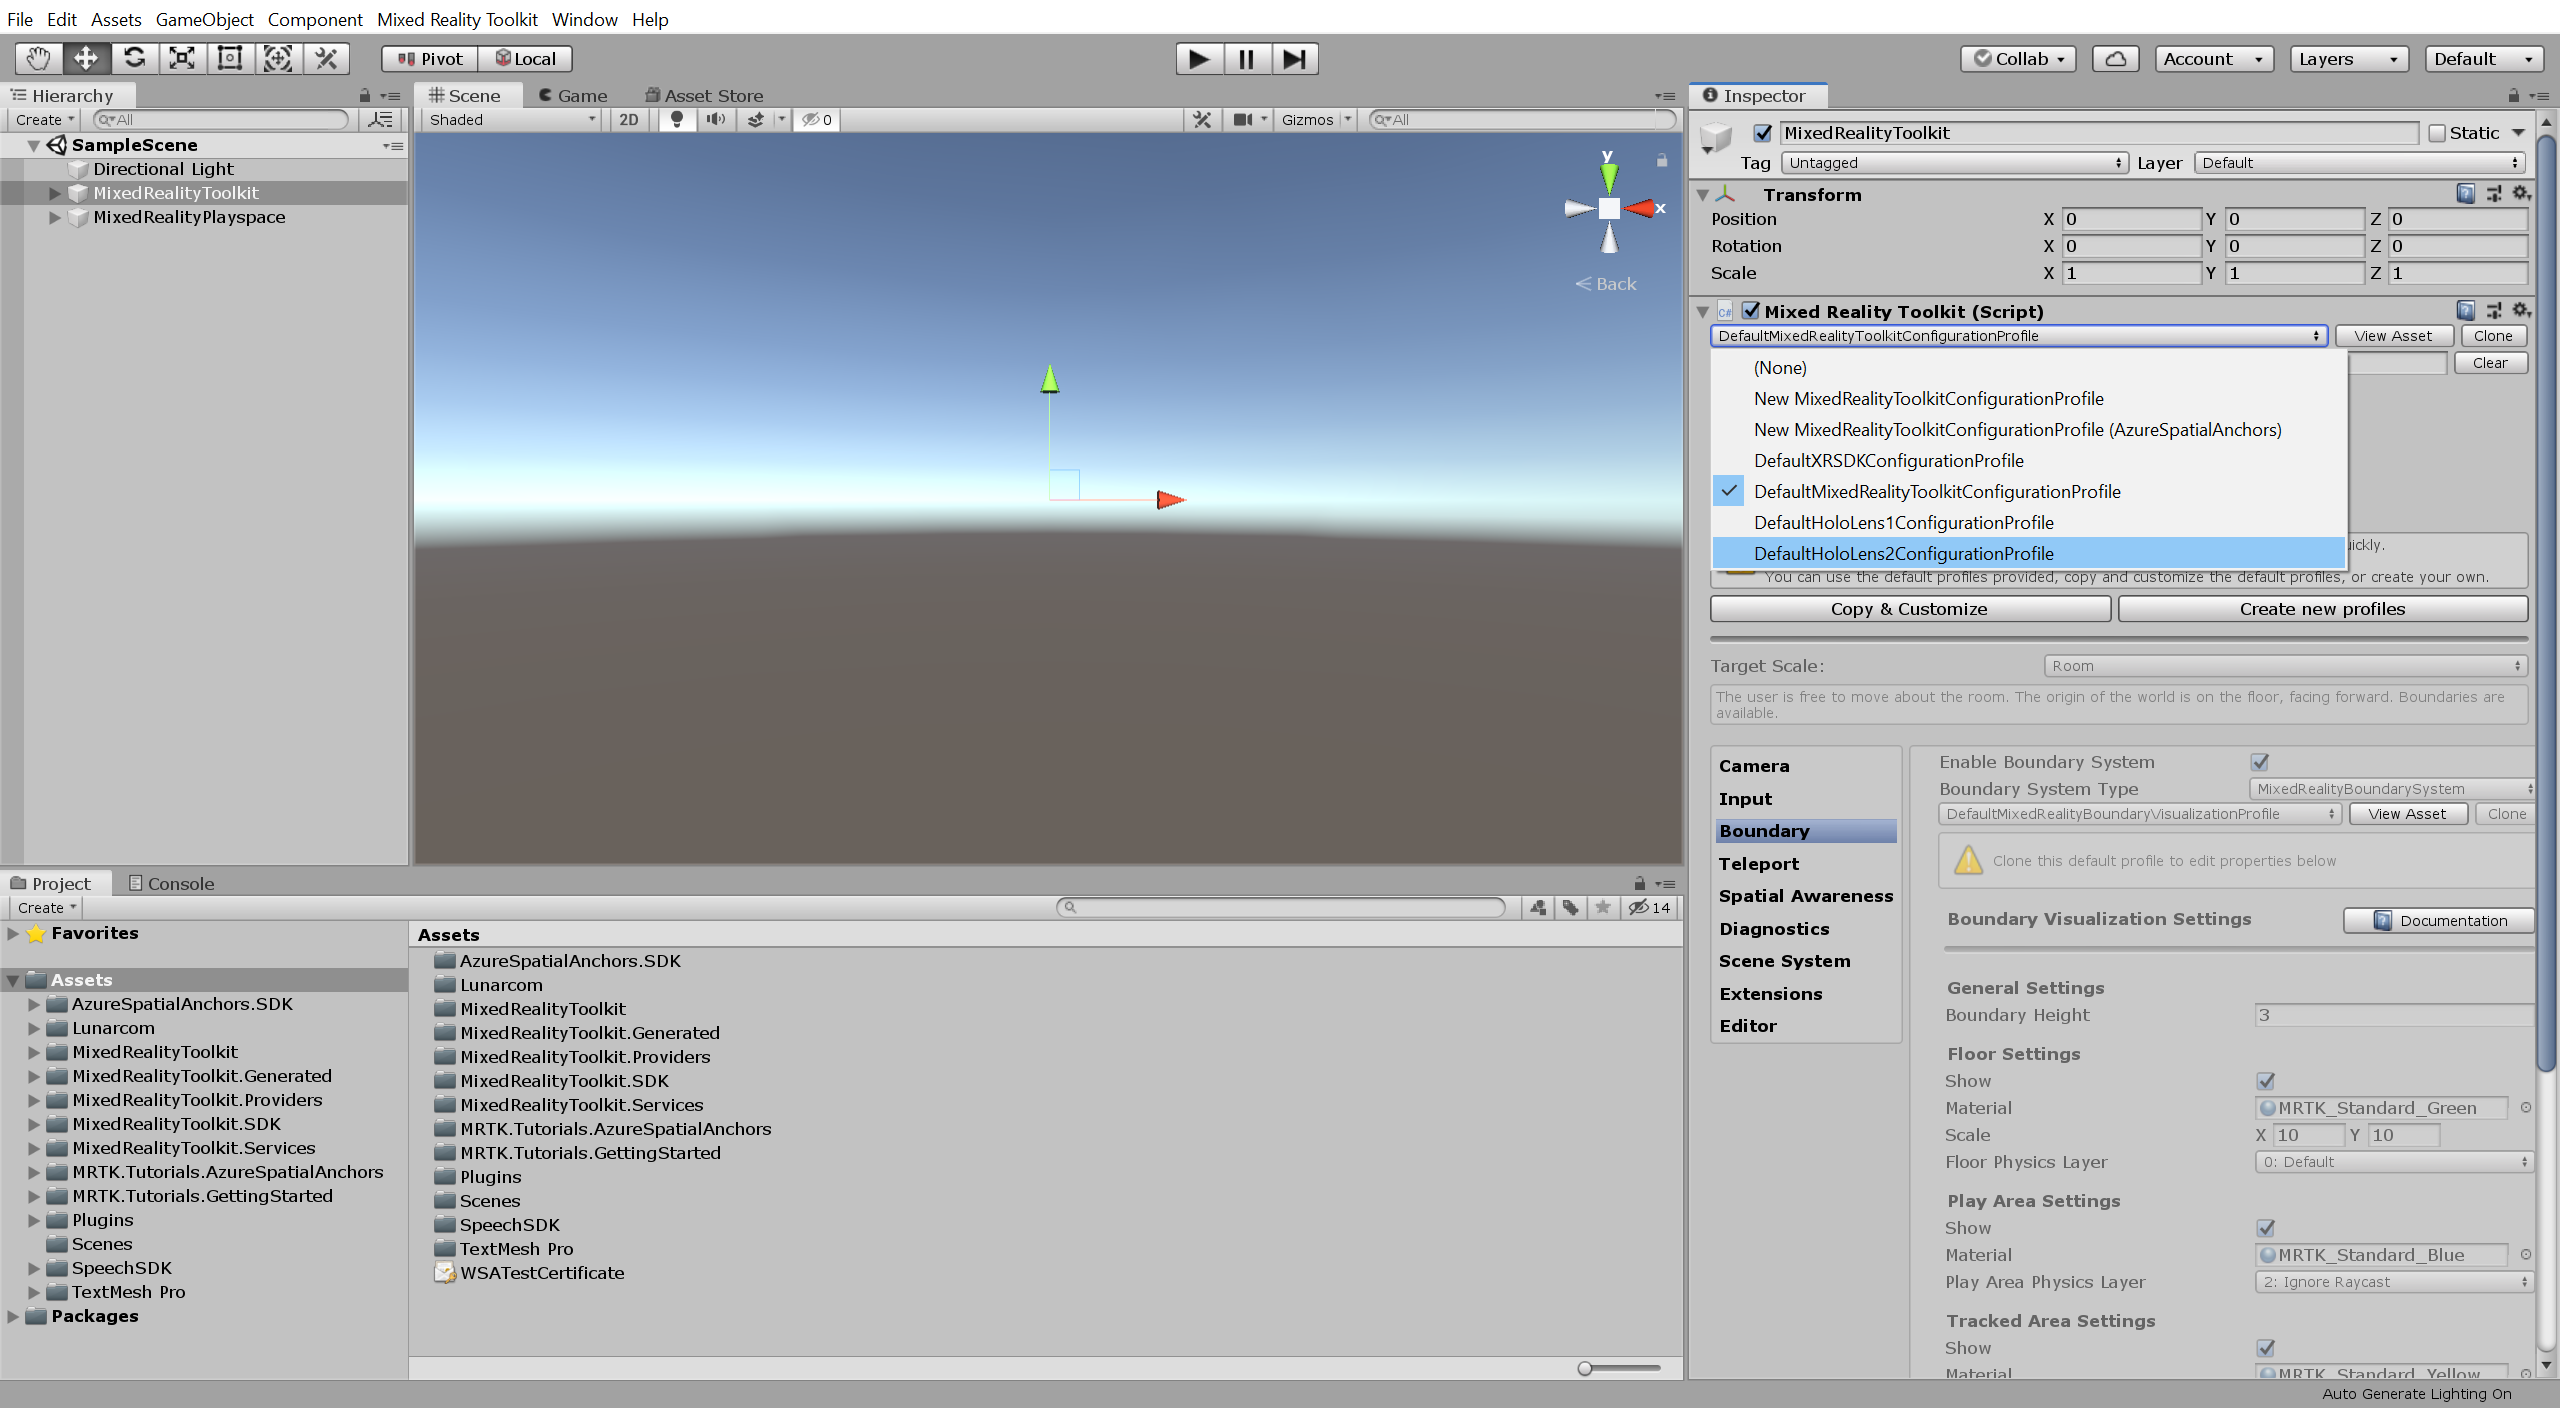 File Edit Assets GameObject Component Mixed Reality Toolkit Window Help
Pivot Local
Collab Account Layers Default
Hierarchy
Create All
SampleScene
Directional Light
MixedRealityToolkit
MixedRealityPlayspace
Scene Game Asset Store
Shaded 2D 0 Gizmos All
y
x
Back
Inspector
MixedRealityToolkit Static
Tag Untagged Layer Default
Transform
Position X 0 Y 0 Z 0
Rotation X 0 Y 0 Z 0
Scale X 1 Y 1 Z 1
C# Mixed Reality Toolkit (Script)
DefaultMixedRealityToolkitConfigurationProfile View Asset Clone
Clear
(None)
New MixedRealityToolkitConfigurationProfile
New MixedRealityToolkitConfigurationProfile (AzureSpatialAnchors)
DefaultXRSDKConfigurationProfile
DefaultMixedRealityToolkitConfigurationProfile
DefaultHoloLens1ConfigurationProfile
DefaultHoloLens2ConfigurationProfile
uickly.
You can use the default profiles provided, copy and customize the default profiles, or create your own.
Copy & Customize Create new profiles
Target Scale: Room
The user is free to move about the room. The origin of the world is on the floor, facing forward. Boundaries are
available.
Camera
Input
Boundary
Teleport
Spatial Awareness
Diagnostics
Scene System
Extensions
Editor
Enable Boundary System
Boundary System Type MixedRealityBoundarySystem
DefaultMixedRealityBoundaryVisualizationProfile View Asset Clone
Clone this default profile to edit properties below
Boundary Visualization Settings Documentation
General Settings
Boundary Height 3
Floor Settings
Show
Material MRTK_Standard_Green
Scale X 10 Y 10
Floor Physics Layer 0: Default
Play Area Settings
Show
Material MRTK_Standard_Blue
Play Area Physics Layer 2: Ignore Raycast
Tracked Area Settings
Show
Material MRTK_Standard_Yellow
Project Console
Create 14
Favorites
Assets
AzureSpatialAnchors.SDK
Lunarcom
MixedRealityToolkit
MixedRealityToolkit.Generated
MixedRealityToolkit.Providers
MixedRealityToolkit.SDK
MixedRealityToolkit.Services
MRTK.Tutorials.AzureSpatialAnchors
MRTK.Tutorials.GettingStarted
Plugins
Scenes
SpeechSDK
TextMesh Pro
Packages
Assets
AzureSpatialAnchors.SDK
Lunarcom
MixedRealityToolkit
MixedRealityToolkit.Generated
MixedRealityToolkit.Providers
MixedRealityToolkit.SDK
MixedRealityToolkit.Services
MRTK.Tutorials.AzureSpatialAnchors
MRTK.Tutorials.GettingStarted
Plugins
Scenes
SpeechSDK
TextMesh Pro
WSATestCertificate
Auto Generate Lighting On